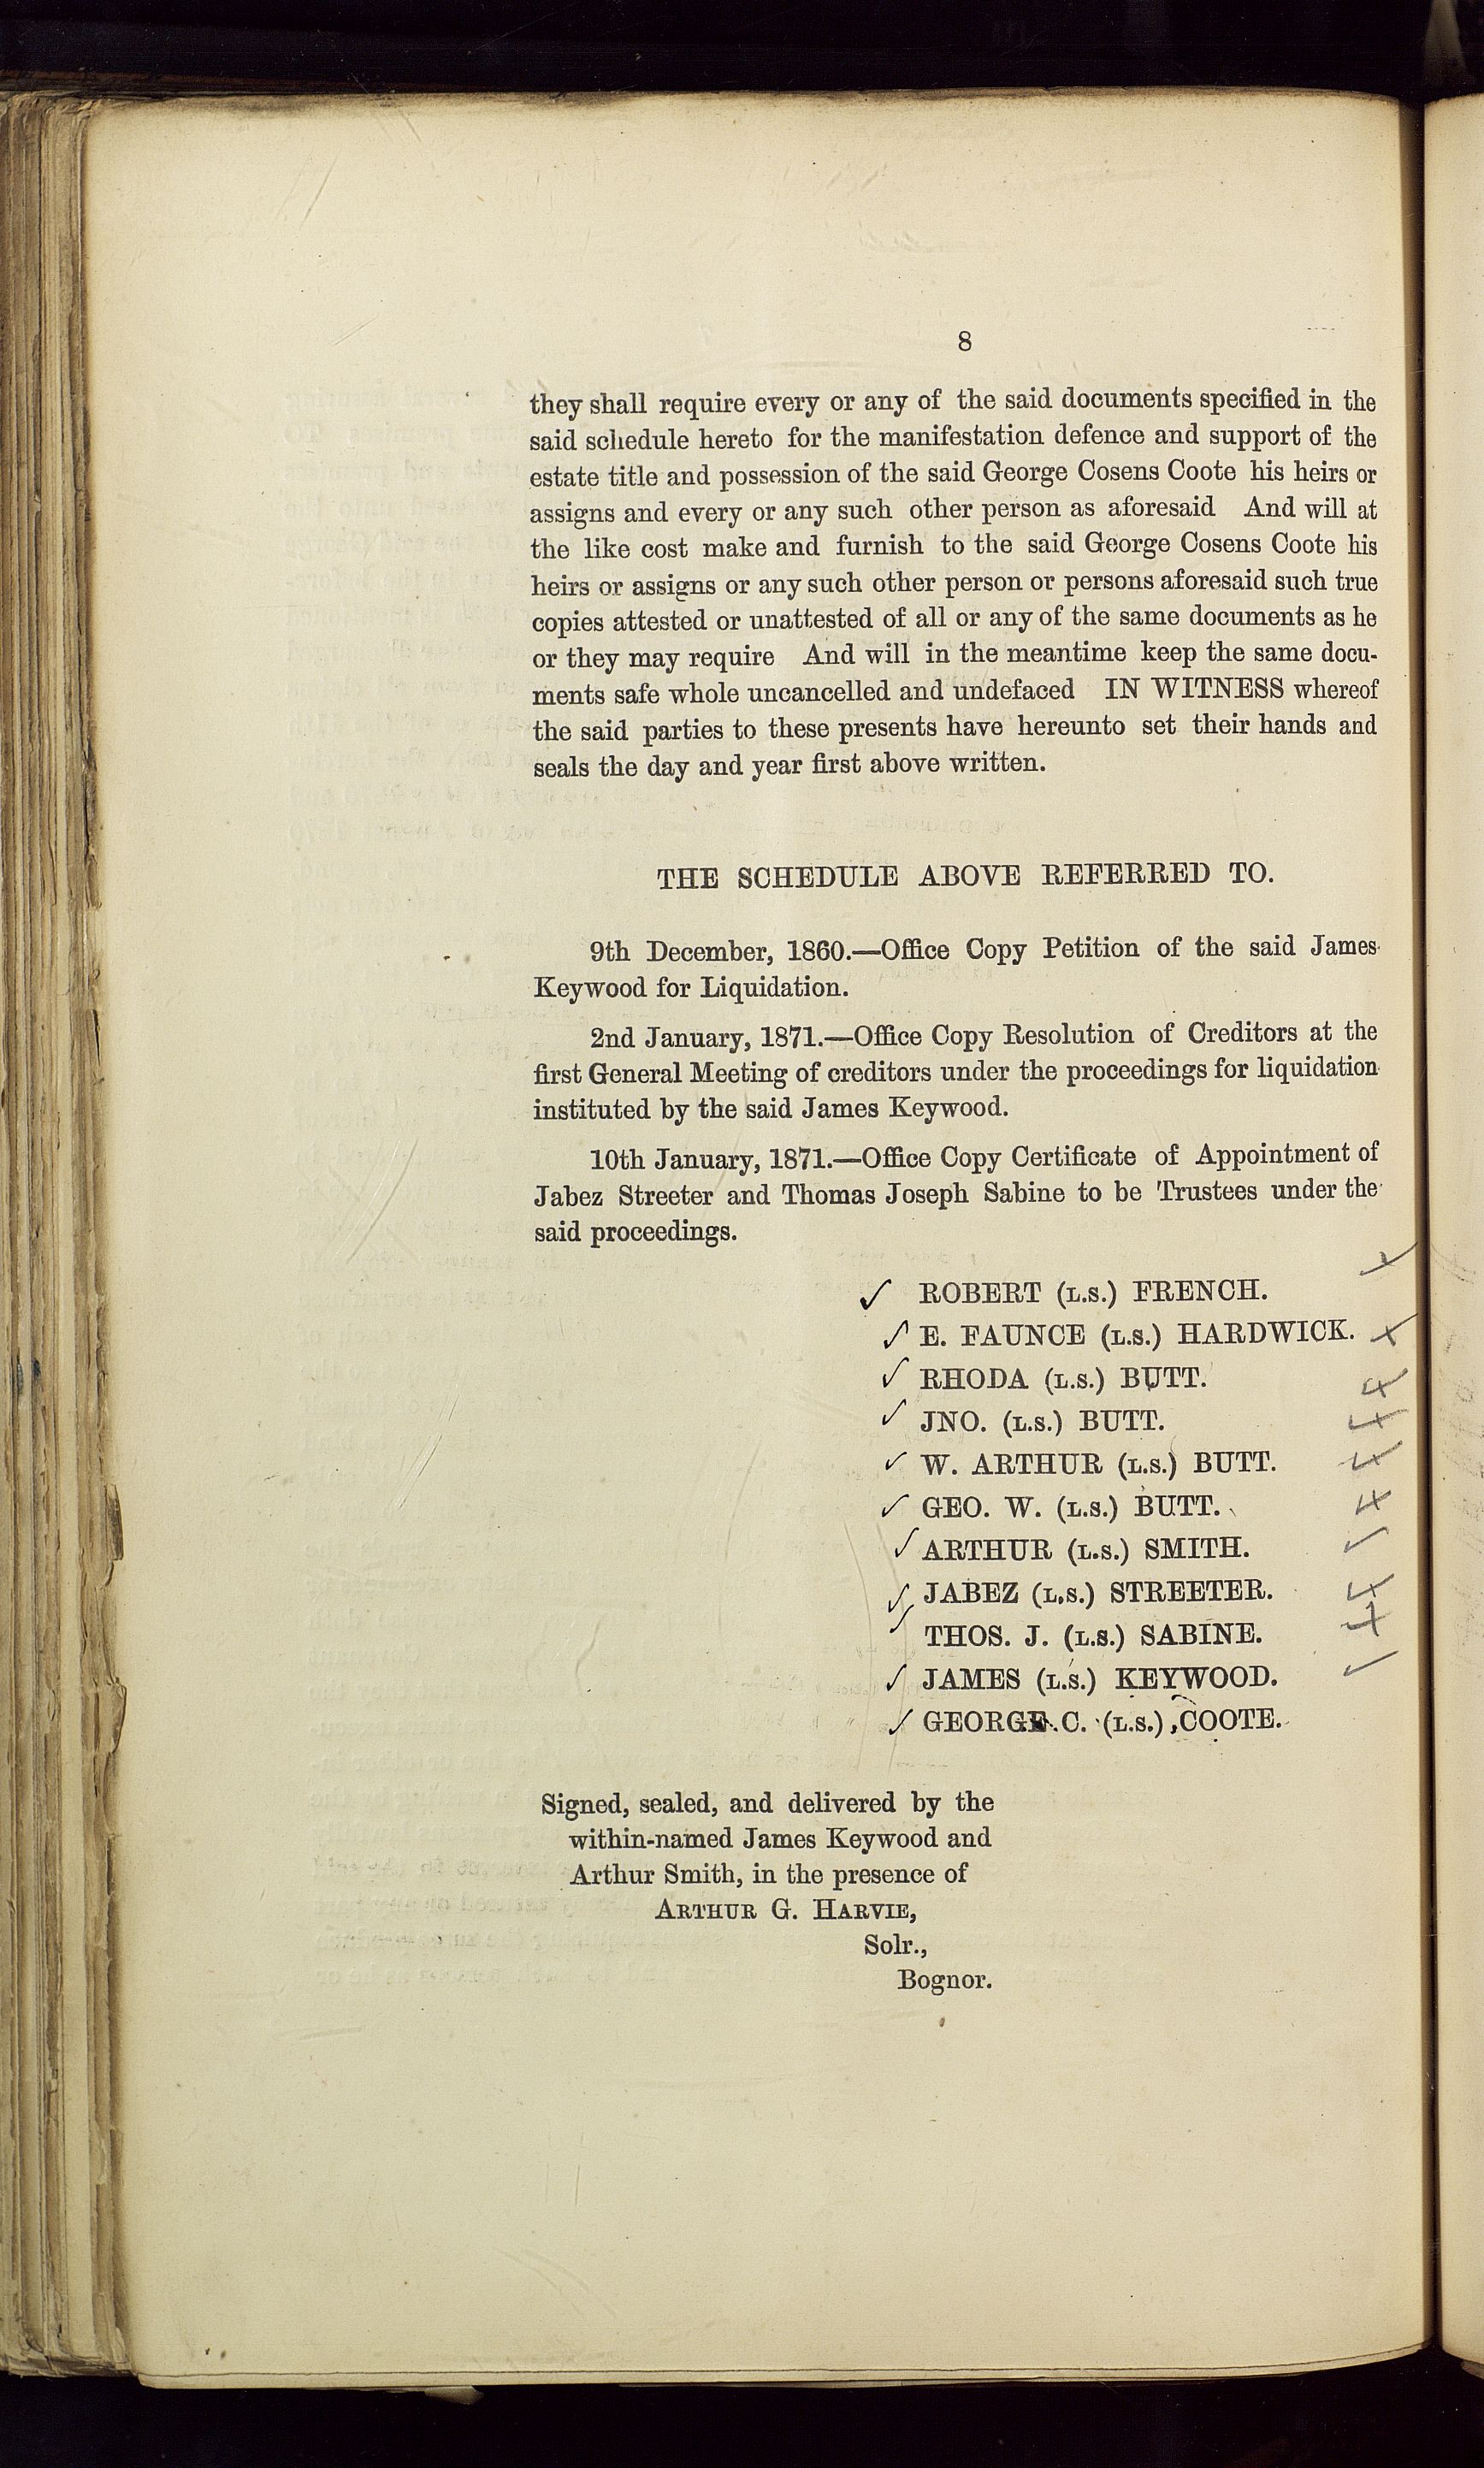 8
they shall require every or any of the said documents specified in the
said schedule hereto for the manifestation defence and support of the
estate title and possession of the said George Cosens Coote his heirs or
assigns and every or any such other person as aforesaid And will at
the like cost make and furnish to the said George Cosens Coote his
heirs or assigns or any such other person or persons aforesaid such true
copies attested or unattested of all or any of the same documents as he
or they may require And will in the meantime keep the same docu-
ments safe whole uncancelled and undefaced IN WITNESS whereof
the said parties to these presents have hereunto set their hands and
seals the day and year first above written.
THE SCHEDULE ABOVE REFERRED TO.
9th December, 1860.—Office Copy Petition of the said James
Keywood for Liquidation.
2nd January, 1871.—Office Copy Resolution of Creditors at the
first General Meeting of creditors under the proceedings for liquidation
instituted by the said James Keywood.
10th January, 1871.—Office Copy Certificate of Appointment of
Jabez Streeter and Thomas Joseph Sabine to be Trustees under the
said proceedings.
ROBERT (L.S.) FRENCH.
E. FAUNCE (L.S.) HARDWICK.
RHODA (L.S.) BUTT.
JNO. (L.S.) BUTT.
W. ARTHUR (L.S.) BUTT.
GEO. W. (L.S.) BUTT.
ARTHUR (L.S.) SMITH.
JABEZ (L.S.) STREETER.
THOS. J. (L.S.) SABINE.
JAMES (L.S.) KEYWOOD.
GEORGE C. (L.S.) COOTE.
Signed, sealed, and delivered by the
within-named James Keywood and
Arthur Smith, in the presence of
ARTHUR G. HARVIE,
Solr.,
Bognor.